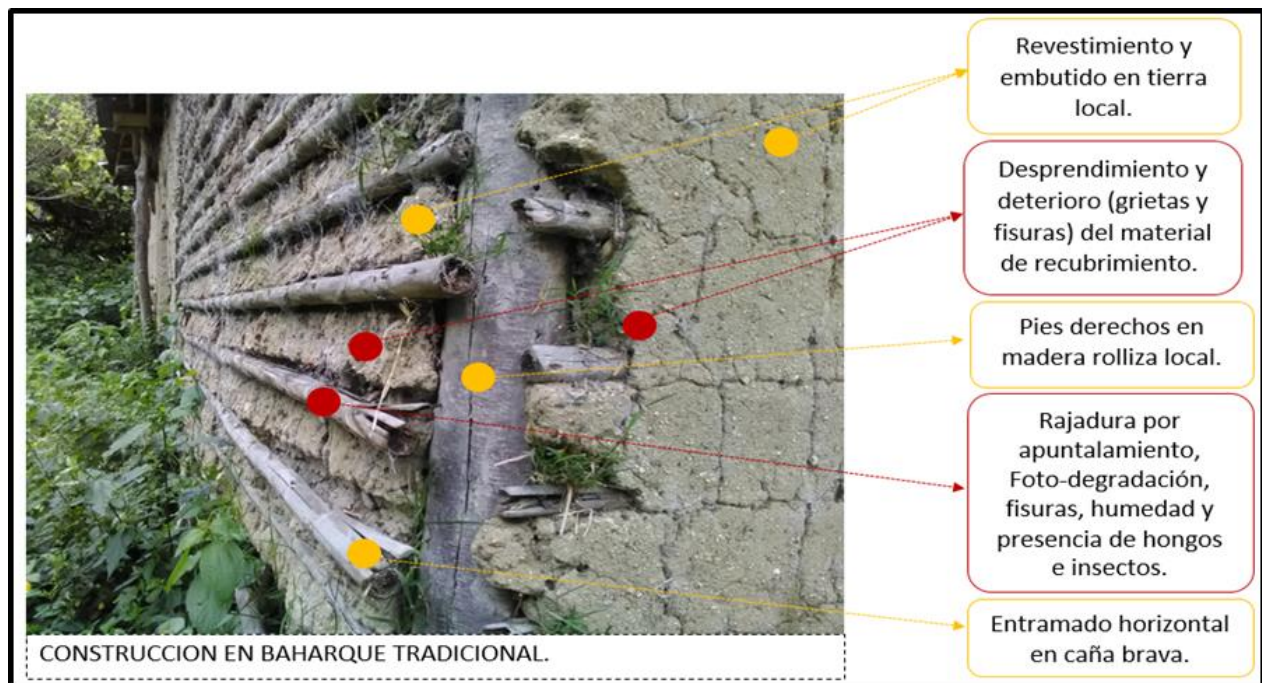 Revestimiento y
embutido en tierra
local.
Desprendimiento y
deterioro (grietas y
fisuras) del material
de recubrimiento.
Pies derechos en
madera rolliza local.
Rajadura por
apuntalamiento,
Foto-degradación,
fisuras, humedad y
presencia de hongos
e insectos.
Entramado horizontal
en caña brava.
CONSTRUCCION EN BAHARQUE TRADICIONAL.